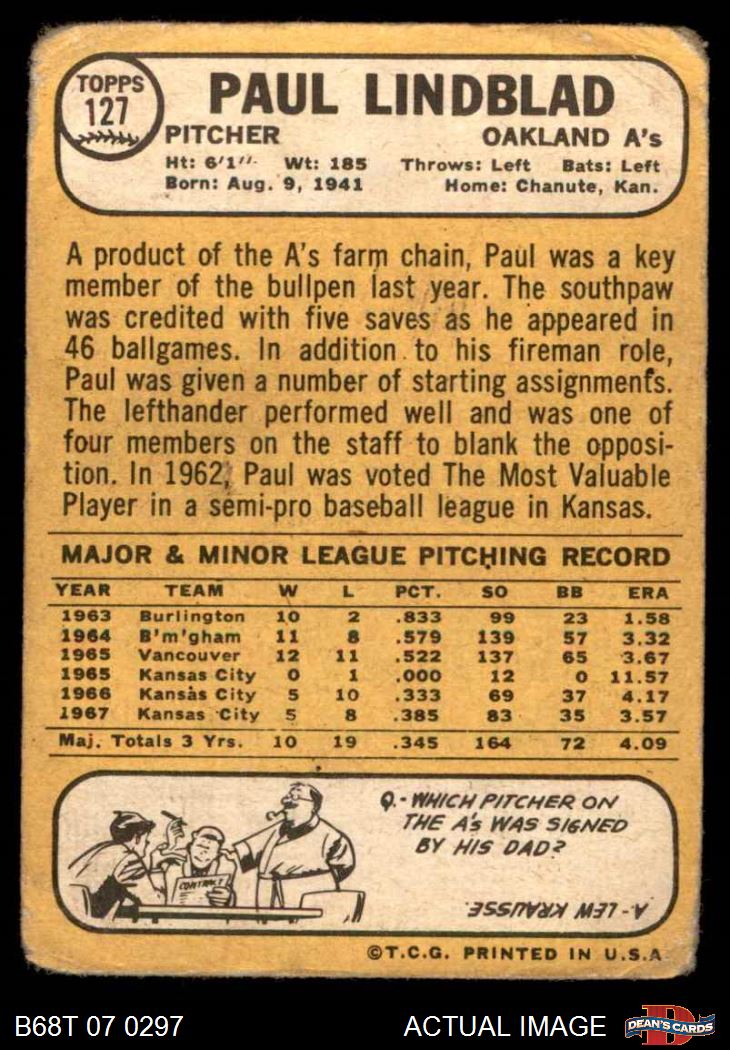 TOPPS
127
PAUL LINDBLAD
PITCHER OAKLAND A's
Ht: 6'1" Wt: 185 Throws: Left Bats: Left
Born: Aug. 9, 1941 Home: Chanute, Kan.
A product of the A's farm chain, Paul was a key
member of the bullpen last year. The southpaw
was credited with five saves as he appeared in
46 ballgames. In addition to his fireman role,
Paul was given a number of starting assignments.
The lefthander performed well and was one of
four members on the staff to blank the opposi-
tion. In 1962, Paul was voted The Most Valuable
Player in a semi-pro baseball league in Kansas.
MAJOR & MINOR LEAGUE PITCHING RECORD
YEAR TEAM W L PCT. SO BB ERA
1963 Burlington 10 2 .833 99 23 1.58
1964 B'm'gham 11 8 .579 139 57 3.32
1965 Vancouver 12 11 .522 137 65 3.67
1965 Kansas City 0 1 .000 12 0 11.57
1966 Kansas City 5 10 .333 69 37 4.17
1967 Kansas City 5 8 .385 83 35 3.57
Maj. Totals 3 Yrs. 10 19 .345 164 72 4.09
Q.-WHICH PITCHER ON
THE A's WAS SIGNED
BY HIS DAD?
CONTRACT
A-LEW KRAUSSE.
©T.C.G. PRINTED IN U.S.A
B68T 07 0297 ACTUAL IMAGE
D
DEAN'S CARDS